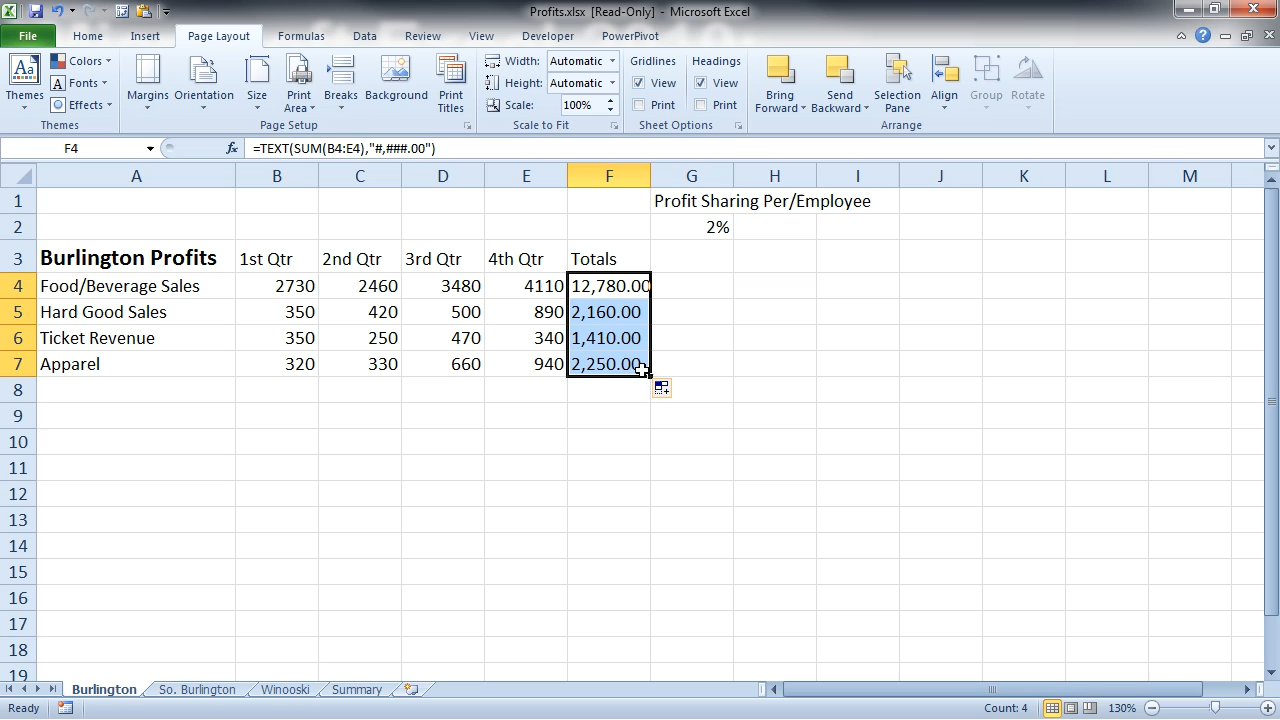 Profits.xlsx [Read-Only] - Microsoft Excel
File Home Insert Page Layout Formulas Data Review View Developer PowerPivot
Themes Colors Fonts Effects Margins Orientation Size Print Area Breaks Background Print Titles Width: Automatic Height: Automatic Scale: 100% Gridlines View Print Headings View Print Bring Forward Send Backward Selection Pane Align Group Rotate
Themes Page Setup Scale to Fit Sheet Options Arrange
F4 fx =TEXT(SUM(B4:E4),"#,###.00")
A B C D E F G H I J K L M
1 Profit Sharing Per/Employee
2 2%
3 Burlington Profits 1st Qtr 2nd Qtr 3rd Qtr 4th Qtr Totals
4 Food/Beverage Sales 2730 2460 3480 4110 12,780.00
5 Hard Good Sales 350 420 500 890 2,160.00
6 Ticket Revenue 350 250 470 340 1,410.00
7 Apparel 320 330 660 940 2,250.00
8
9
10
11
12
13
14
15
16
17
18
19
Burlington So. Burlington Winooski Summary
Ready Count: 4 130%